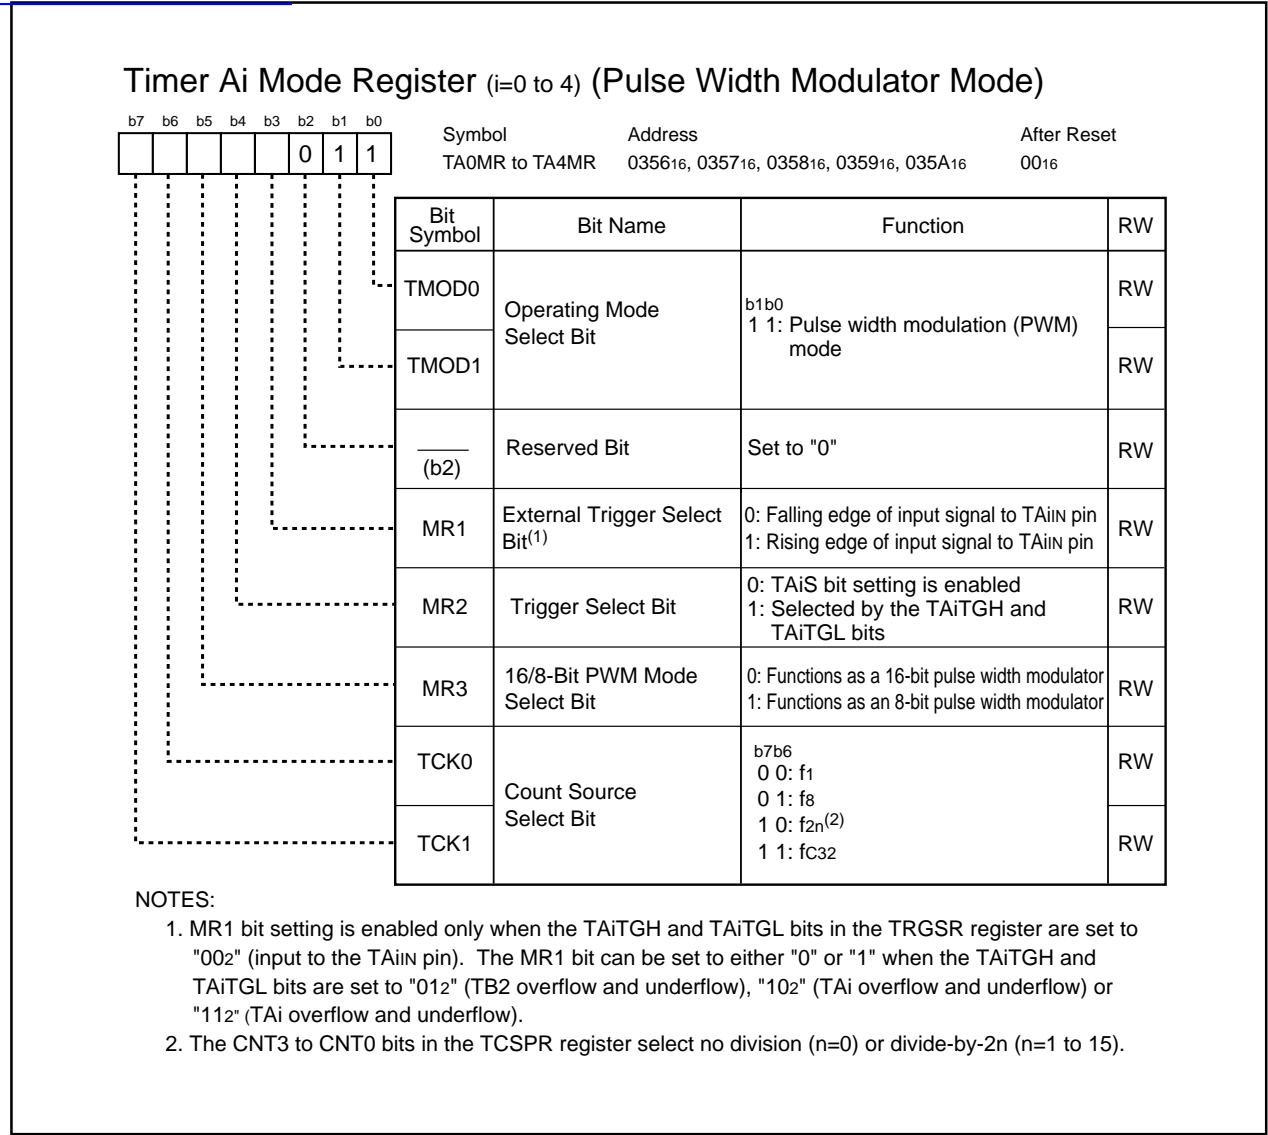 Timer Ai Mode Register (i=0 to 4) (Pulse Width Modulator Mode)
b7 b6 b5 b4 b3 b2 b1 b0
0 1 1
Symbol Address After Reset
TA0MR to TA4MR 035616, 035716, 035816, 035916, 035A16 0016
Bit Symbol Bit Name Function RW
TMOD0 RW
Operating Mode
Select Bit
b1b0
1 1: Pulse width modulation (PWM)
mode
TMOD1 RW
(b2) Reserved Bit Set to "0" RW
MR1 External Trigger Select
Bit(1)
0: Falling edge of input signal to TAiIN pin
1: Rising edge of input signal to TAiIN pin
RW
MR2 Trigger Select Bit
0: TAiS bit setting is enabled
1: Selected by the TAiTGH and
TAiTGL bits
RW
MR3 16/8-Bit PWM Mode
Select Bit
0: Functions as a 16-bit pulse width modulator
1: Functions as an 8-bit pulse width modulator
RW
TCK0 RW
Count Source
Select Bit
b7b6
0 0: f1
0 1: f8
1 0: f2n(2)
1 1: fC32
TCK1 RW
NOTES:
1. MR1 bit setting is enabled only when the TAiTGH and TAiTGL bits in the TRGSR register are set to
"002" (input to the TAiIN pin). The MR1 bit can be set to either "0" or "1" when the TAiTGH and
TAiTGL bits are set to "012" (TB2 overflow and underflow), "102" (TAi overflow and underflow) or
"112" (TAi overflow and underflow).
2. The CNT3 to CNT0 bits in the TCSPR register select no division (n=0) or divide-by-2n (n=1 to 15).